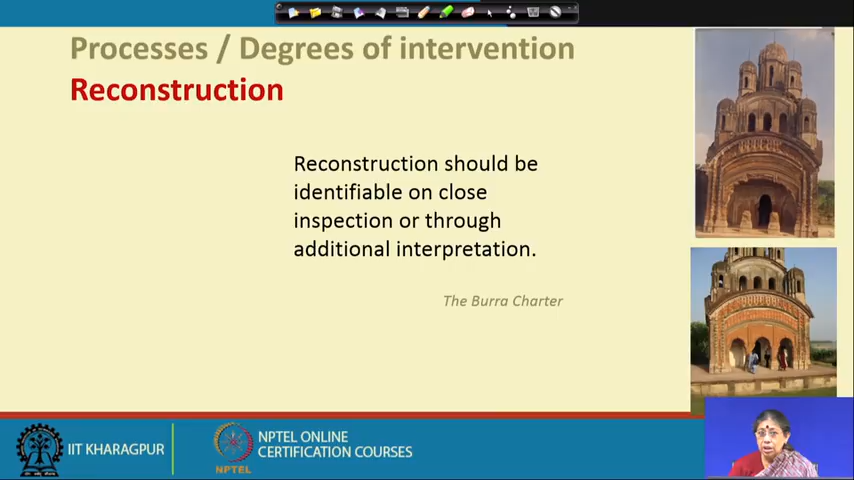 Processes / Degrees of intervention
Reconstruction
Reconstruction should be
identifiable on close
inspection or through
additional interpretation.
The Burra Charter
IIT KHARAGPUR
NPTEL
NPTEL ONLINE
CERTIFICATION COURSES